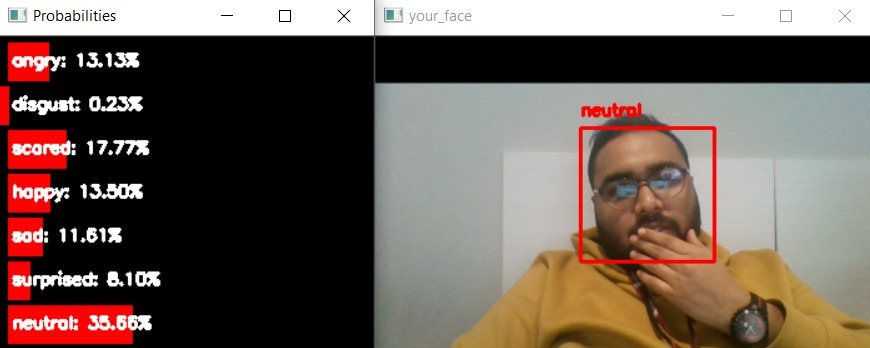 Probabilities
angry: 13.13%
disgust: 0.23%
scared: 17.77%
happy: 13.50%
sad: 11.61%
surprised: 8.10%
neutral: 35.66%
your_face
neutral